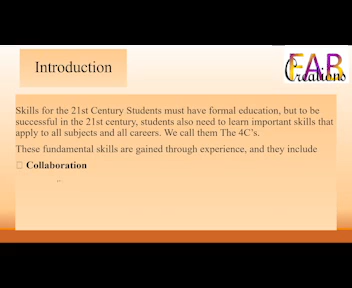 Introduction
FAB
Creations
Skills for the 21st Century Students must have formal education, but to be
successful in the 21st century, students also need to learn important skills that
apply to all subjects and all careers. We call them The 4C's.
These fundamental skills are gained through experience, and they include
Collaboration